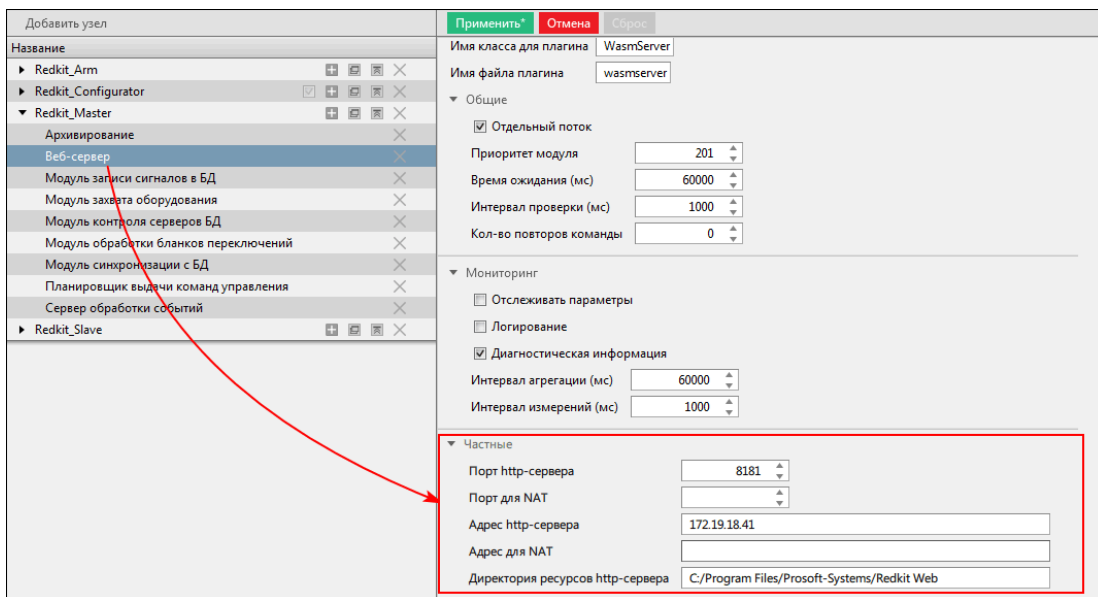 Добавить узел
Название
Redkit_Arm
Redkit_Configurator
Redkit_Master
Архивирование
Веб-сервер
Модуль записи сигналов в БД
Модуль захвата оборудования
Модуль контроля серверов БД
Модуль обработки бланков переключений
Модуль синхронизации с БД
Планировщик выдачи команд управления
Сервер обработки событий
Redkit_Slave
Применить* Отмена Сброс
Имя класса для плагина WasmServer
Имя файла плагина wasmserver
Общие
Отдельный поток
Приоритет модуля 201
Время ожидания (мс) 60000
Интервал проверки (мс) 1000
Кол-во повторов команды 0
Мониторинг
Отслеживать параметры
Логирование
Диагностическая информация
Интервал агрегации (мс) 60000
Интервал измерений (мс) 1000
Частные
Порт http-сервера 8181
Порт для NAT
Адрес http-сервера 172.19.18.41
Адрес для NAT
Директория ресурсов http-сервера C:/Program Files/Prosoft-Systems/Redkit Web